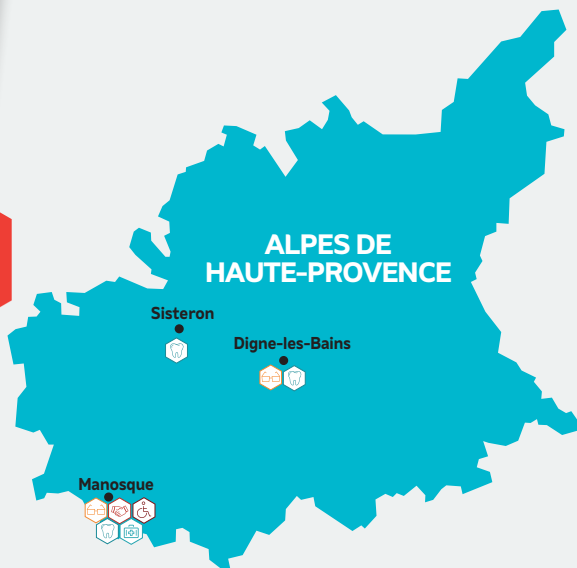 ALPES DE
HAUTE-PROVENCE
Sisteron
Digne-les-Bains
Manosque